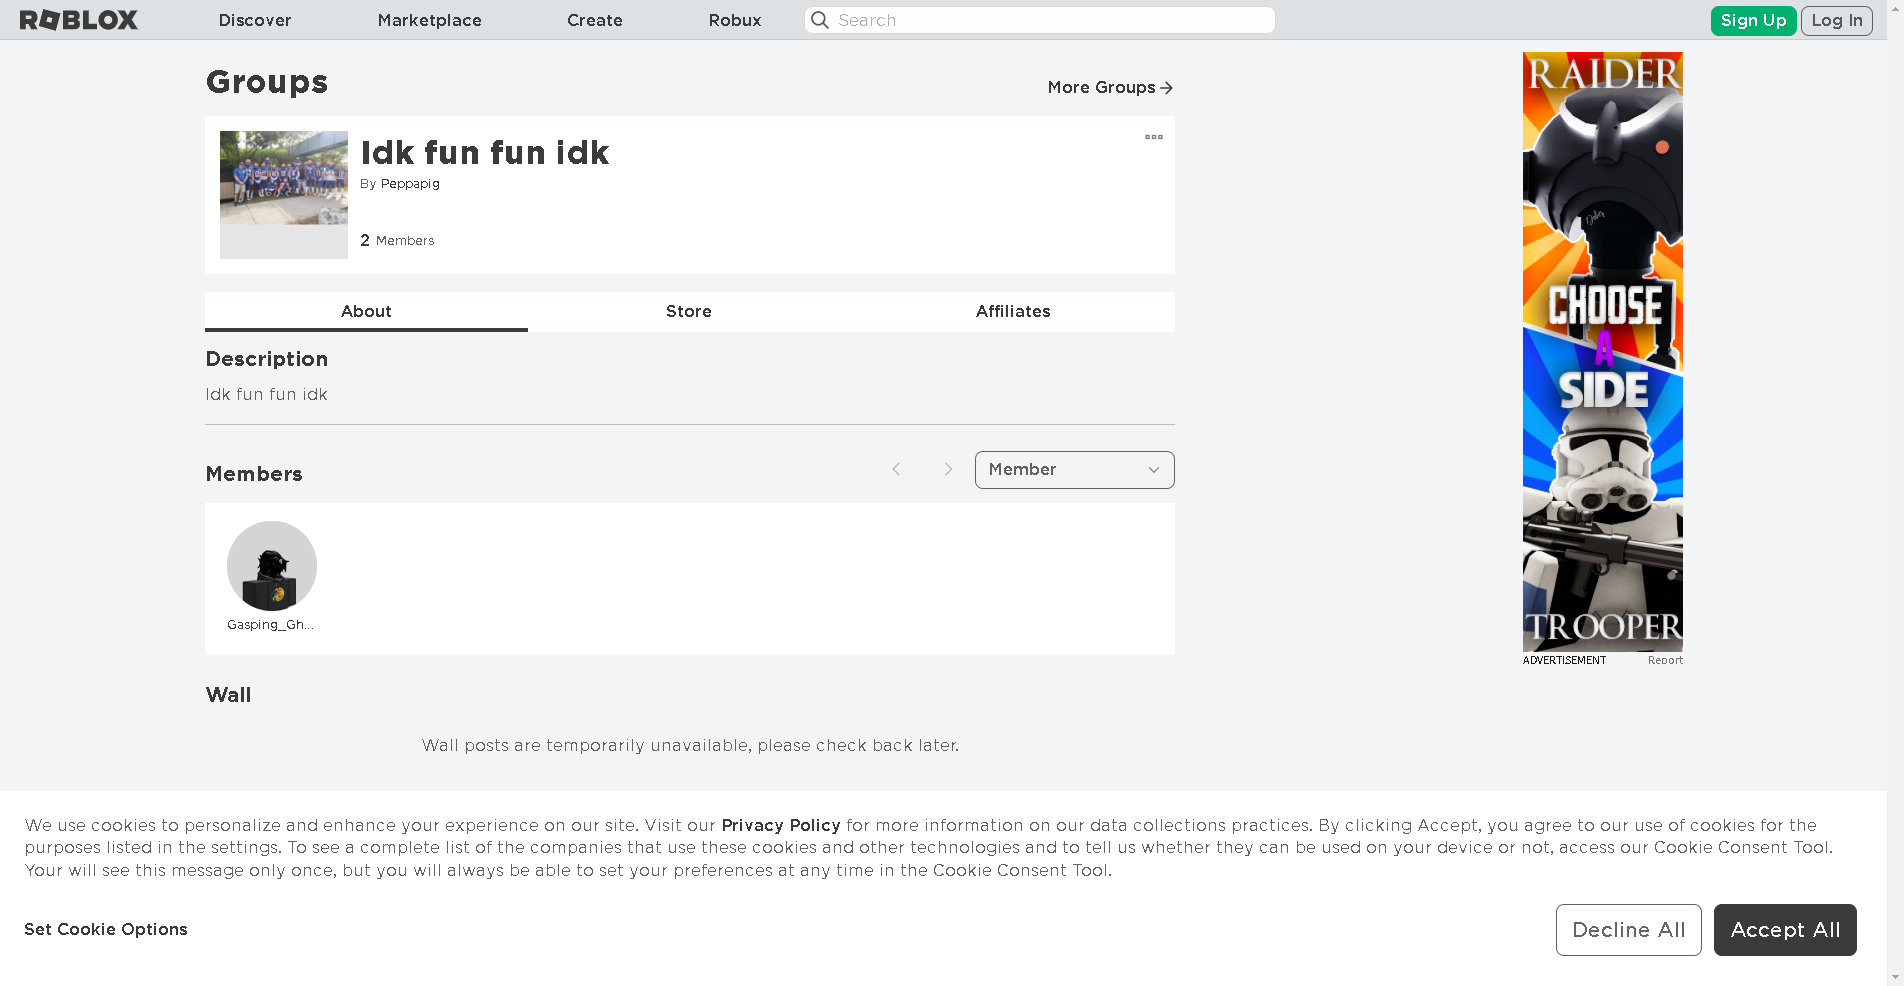 ROBLOX
Discover
Marketplace
Create
Robux
Search
Sign Up
Log In
Groups
More Groups
Idk fun fun idk
By Peppapig
2 Members
About
Store
Affiliates
Description
Idk fun fun idk
Members
Member
Gasping_Gh...
Wall
Wall posts are temporarily unavailable, please check back later.
RAIDER
CHOOSE
A
SIDE
TROOPER
ADVERTISEMENT
Report
We use cookies to personalize and enhance your experience on our site. Visit our Privacy Policy for more information on our data collections practices. By clicking Accept, you agree to our use of cookies for the
purposes listed in the settings. To see a complete list of the companies that use these cookies and other technologies and to tell us whether they can be used on your device or not, access our Cookie Consent Tool.
Your will see this message only once, but you will always be able to set your preferences at any time in the Cookie Consent Tool.
Set Cookie Options
Decline All
Accept All